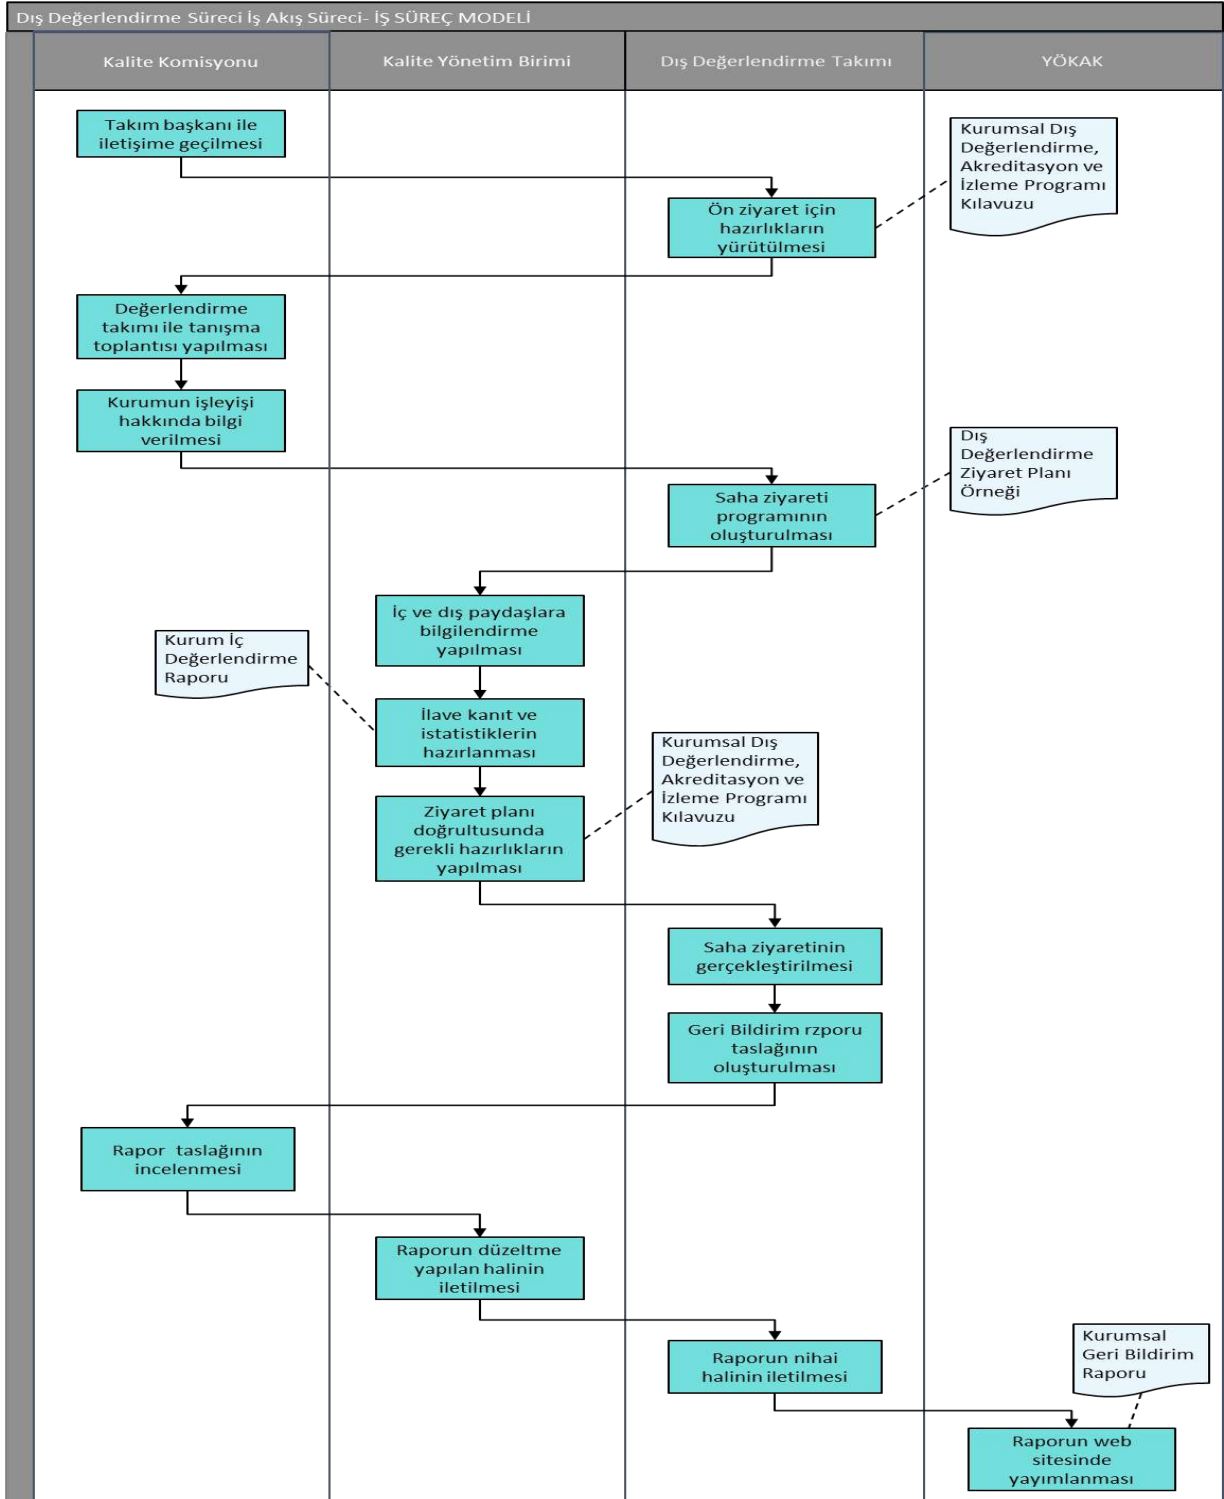 Dış Değerlendirme Süreci İş Akış Süreci- İŞ SÜREÇ MODELİ
Kalite Komisyonu
Kalite Yönetim Birimi
Dış Değerlendirme Takımı
YÖKAK
Takım başkanı ile
iletişime geçilmesi
Kurumsal Dış
Değerlendirme,
Akreditasyon ve
İzleme Programı
Kılavuzu
Ön ziyaret için
hazırlıkların
yürütülmesi
Değerlendirme
takımı ile tanışma
toplantısı yapılması
Kurumun işleyişi
hakkında bilgi
verilmesi
Dış
Değerlendirme
Ziyaret Planı
Örneği
Saha ziyareti
programının
oluşturulması
İç ve dış paydaşlara
bilgilendirme
yapılması
Kurum İç
Değerlendirme
Raporu
İlave kanıt ve
istatistiklerin
hazırlanması
Kurumsal Dış
Değerlendirme,
Akreditasyon ve
İzleme Programı
Kılavuzu
Ziyaret planı
doğrultusunda
gerekli hazırlıkların
yapılması
Saha ziyaretinin
gerçekleştirilmesi
Geri Bildirim rzporu
taslağının
oluşturulması
Rapor taslağının
incelenmesi
Raporun düzeltme
yapılan halinin
iletilmesi
Raporun nihai
halinin iletilmesi
Kurumsal
Geri Bildirim
Raporu
Raporun web
sitesinde
yayımlanması